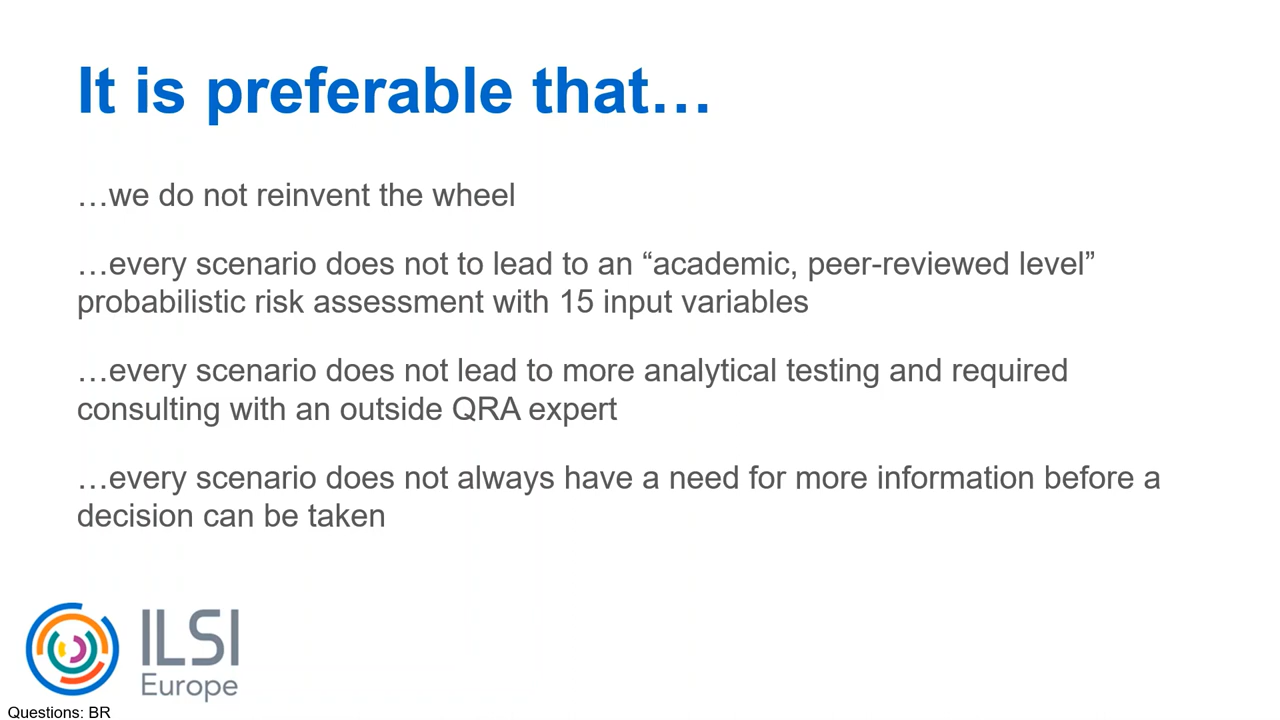 It is preferable that…
…we do not reinvent the wheel
…every scenario does not to lead to an “academic, peer-reviewed level”
probabilistic risk assessment with 15 input variables
…every scenario does not lead to more analytical testing and required
consulting with an outside QRA expert
…every scenario does not always have a need for more information before a
decision can be taken
ILSI
Europe
Questions: BR